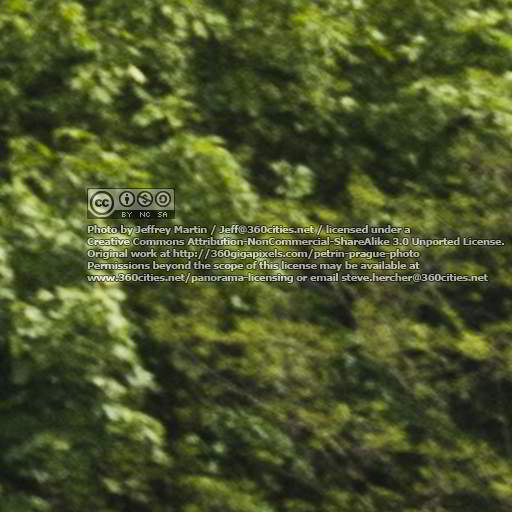 cc BY NC SA
Photo by Jeffrey Martin / Jeff@360cities.net / licensed under a
Creative Commons Attribution-NonCommercial-ShareAlike 3.0 Unported License.
Original work at http://360gigapixels.com/petrin-prague-photo
Permissions beyond the scope of this license may be available at
www.360cities.net/panorama-licensing or email steve.hercher@360cities.net